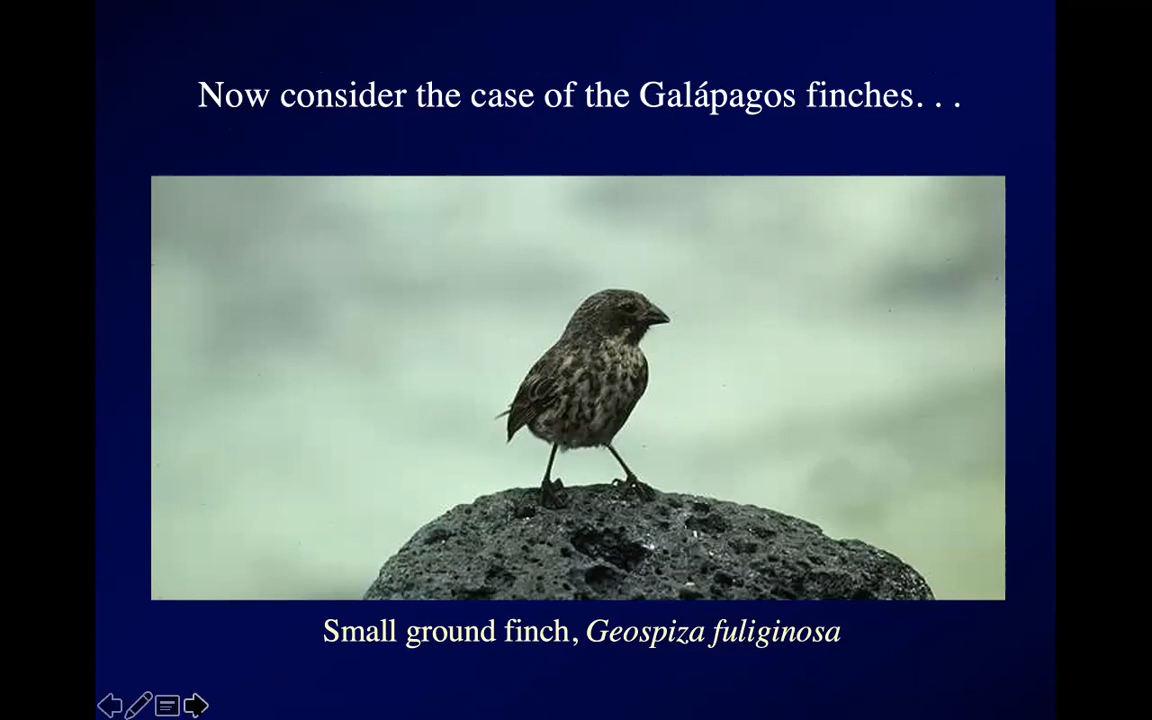 Now consider the case of the Galápagos finches. . .
Small ground finch, Geospiza fuliginosa